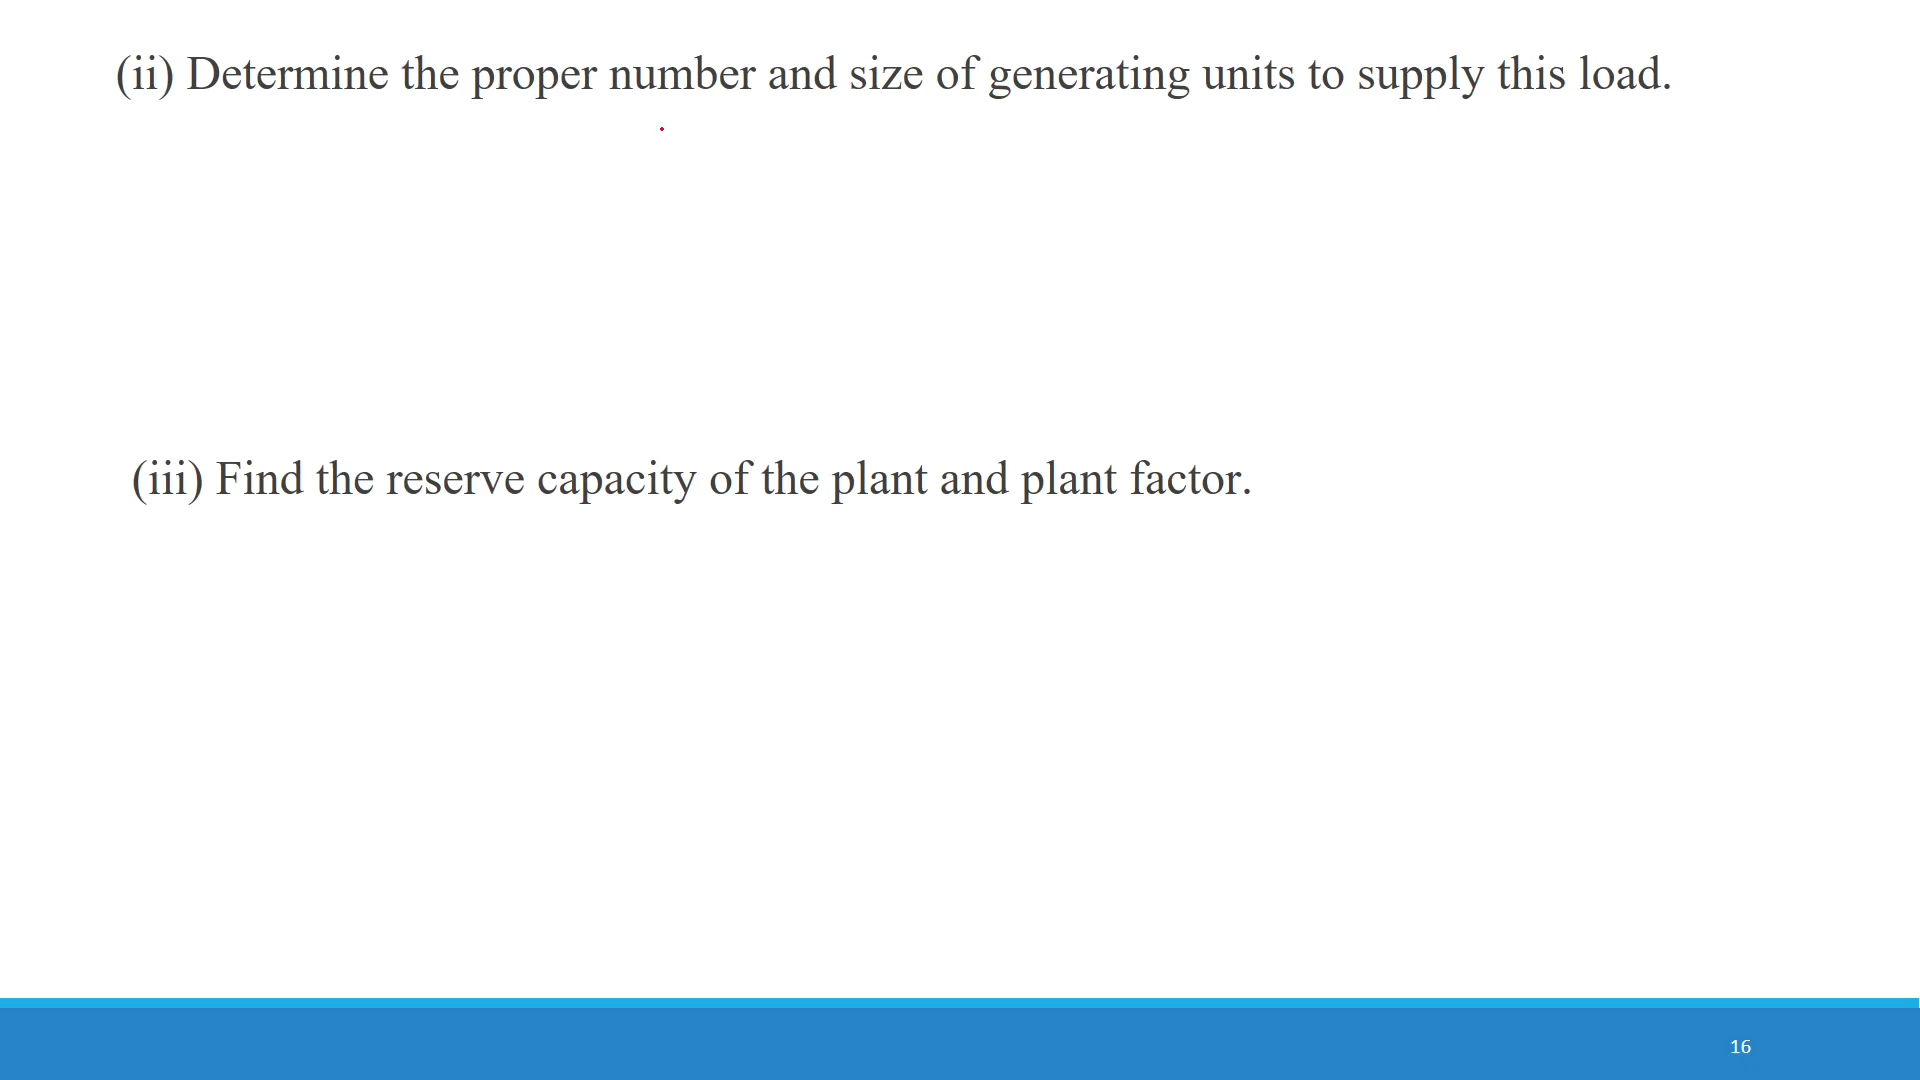 (ii) Determine the proper number and size of generating units to supply this load.
(iii) Find the reserve capacity of the plant and plant factor.
16